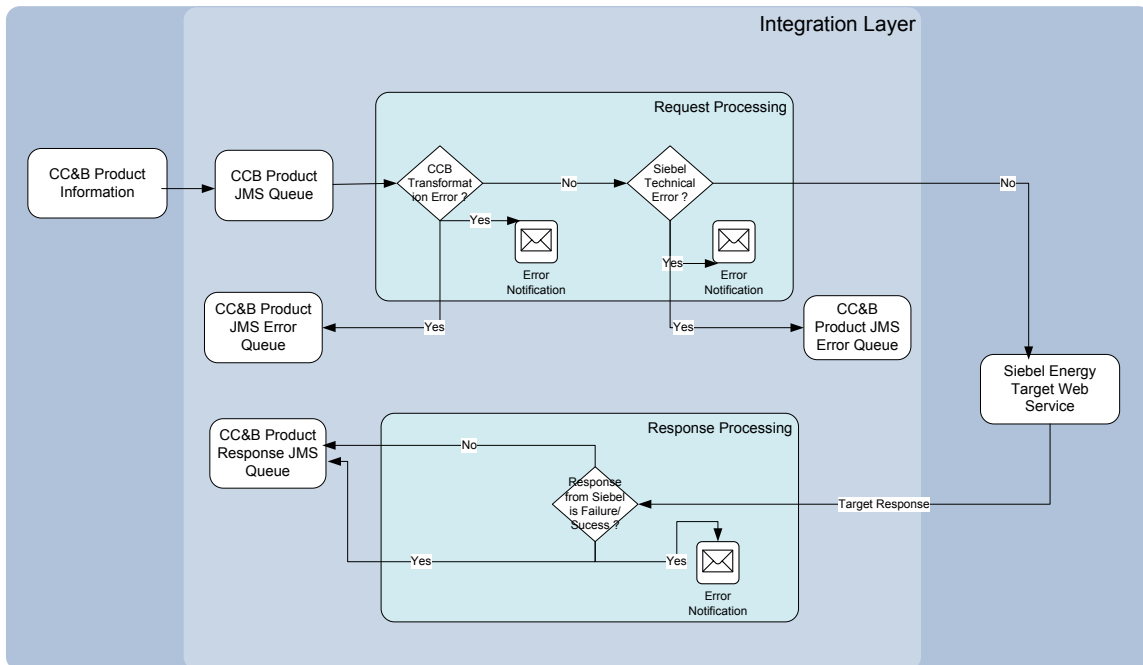 Integration Layer
Request Processing
CC&B Product
Information
CCB Product
JMS Queue
CCB
Transformat
ion Error ?
No
Siebel
Technical
Error ?
No
Yes
Error
Notification
Yes
Error
Notification
CC&B Product
JMS Error
Queue
Yes
Yes
CC&B
Product JMS
Error Queue
Siebel Energy
Target Web
Service
Response Processing
CC&B Product
Response JMS
Queue
No
Response
from Siebel
is Failure/
Sucess ?
Target Response
Yes
Yes
Error
Notification